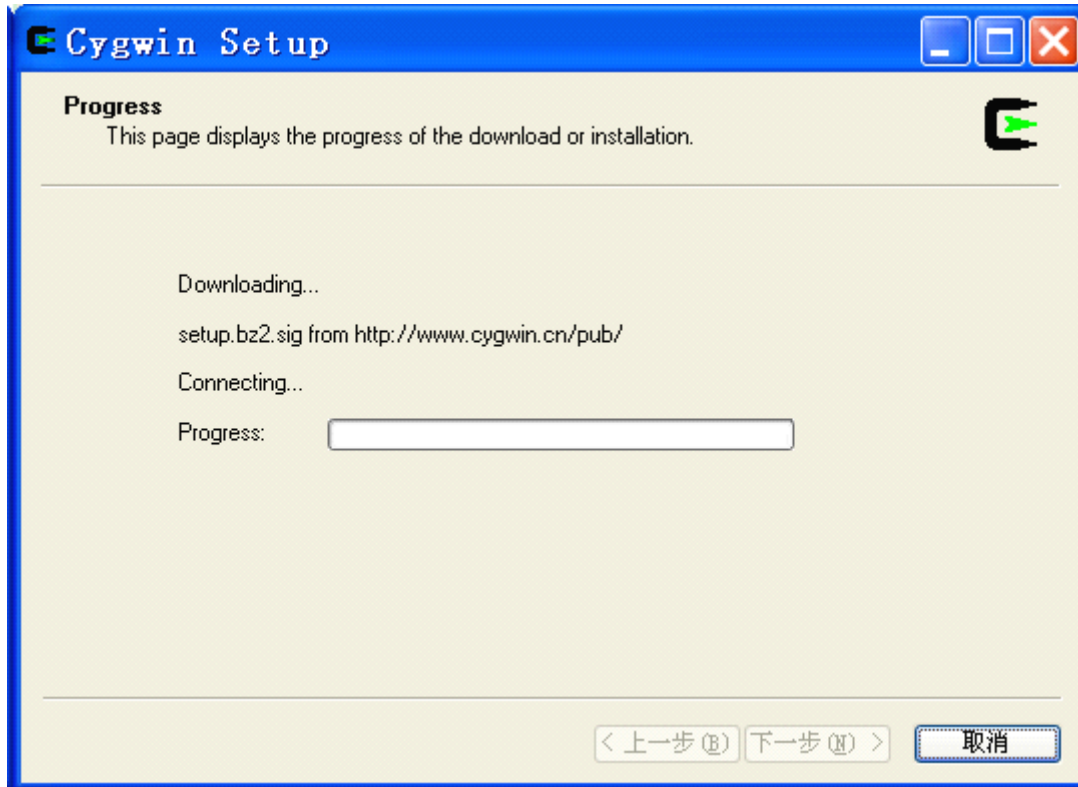 Cygwin Setup
Progress
This page displays the progress of the download or installation.
Downloading...
setup.bz2.sig from http://www.cygwin.cn/pub/
Connecting...
Progress:
< 上一步(B) 下一步(N) > 取消